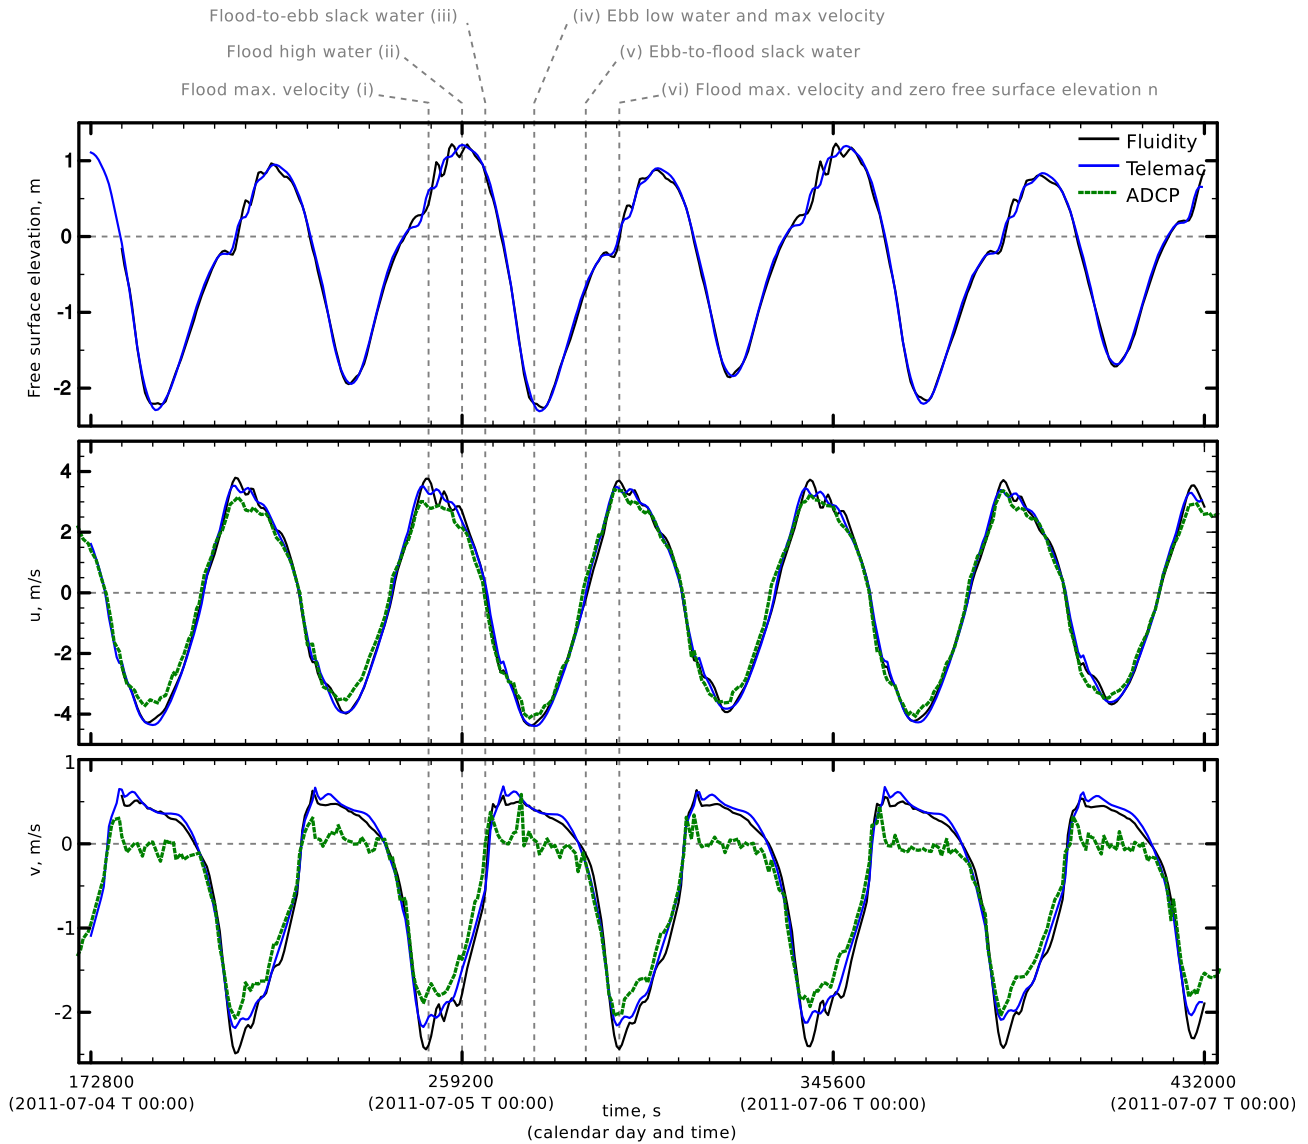 Flood-to-ebb slack water (iii)
(iv) Ebb low water and max velocity
Flood high water (ii)
(v) Ebb-to-flood slack water
Flood max. velocity (i)
(vi) Flood max. velocity and zero free surface elevation n
Free surface elevation, m
1
0
-1
-2
Fluidity
Telemac
ADCP
u, m/s
4
2
0
-2
-4
v, m/s
1
0
-1
-2
172800
259200
345600
432000
(2011-07-04 T 00:00)
(2011-07-05 T 00:00)
(2011-07-06 T 00:00)
(2011-07-07 T 00:00)
time, s
(calendar day and time)